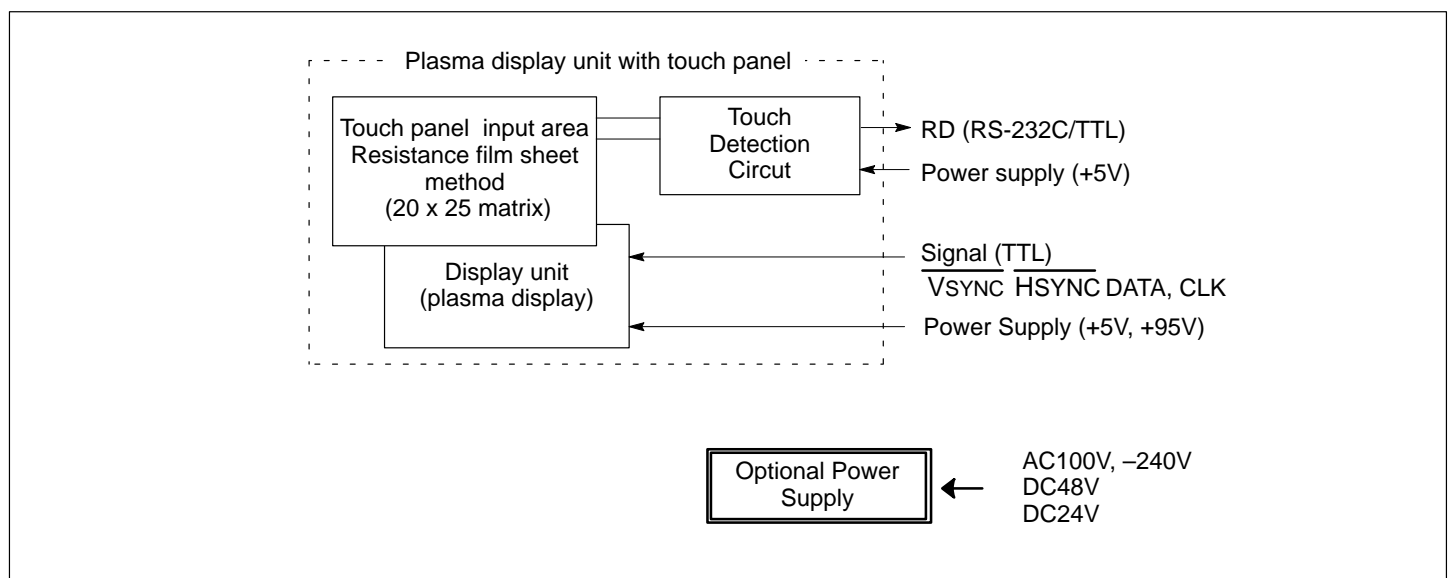 Plasma display unit with touch panel
Touch panel input area
Resistance film sheet
method
(20 x 25 matrix)
Touch
Detection
Circut
RD (RS-232C/TTL)
Power supply (+5V)
Display unit
(plasma display)
Signal (TTL)
VSYNC HSYNC DATA, CLK
Power Supply (+5V, +95V)
Optional Power
Supply
AC100V, –240V
DC48V
DC24V